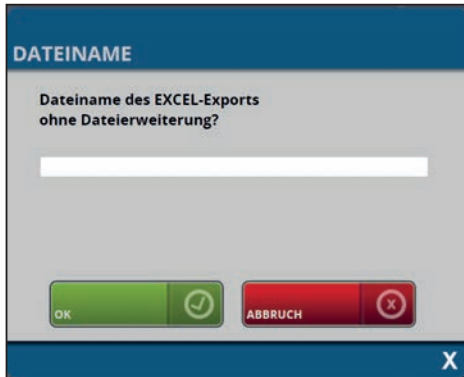 DATEINAME
Dateiname des EXCEL-Exports
ohne Dateierweiterung?
OK
ABBRUCH
X